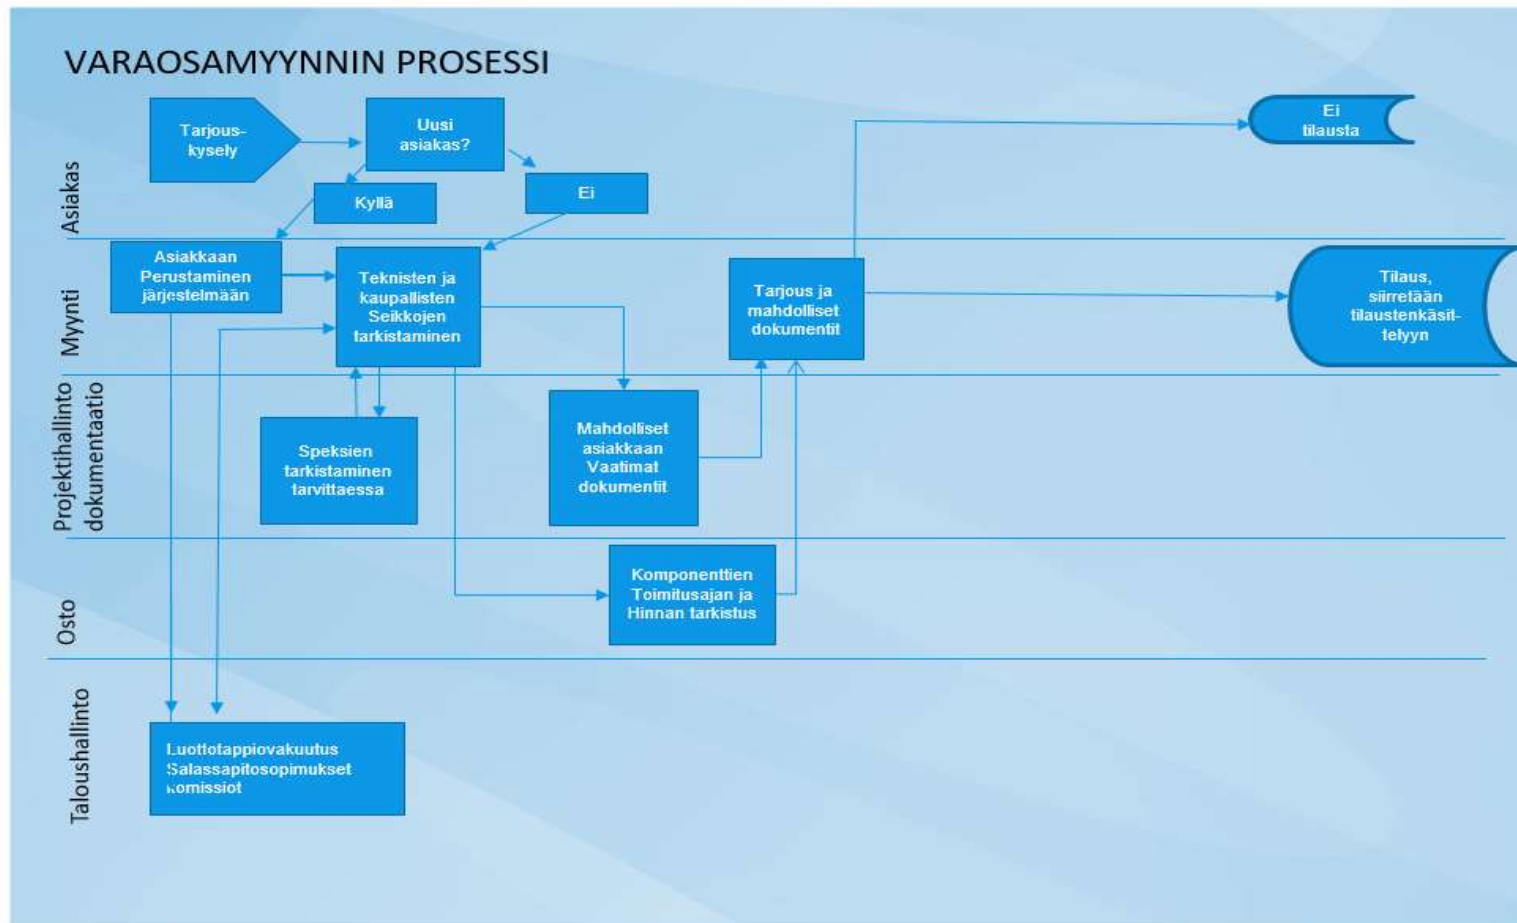 VARAOSAMYYNNIN PROSESSI
Asiakas
Tarjous-
kysely
Uusi
asiakas?
Kyllä
Ei
Ei
tilausta
Myynti
Asiakkaan
Perustaminen
järjestelmään
Teknisten ja
kaupallisten
Seikkojen
tarkistaminen
Tarjous ja
mahdolliset
dokumentit
Tilaus,
siirretään
tilaustenkäsit-
telyyn
Projektihallinto
dokumentaatio
Speksien
tarkistaminen
tarvittaessa
Mahdolliset
asiakkaan
Vaatimat
dokumentit
Osto
Komponenttien
Toimitusajan ja
Hinnan tarkistus
Taloushallinto
Luottotappiovakuutus
Salassapitosopimukset
komissiot